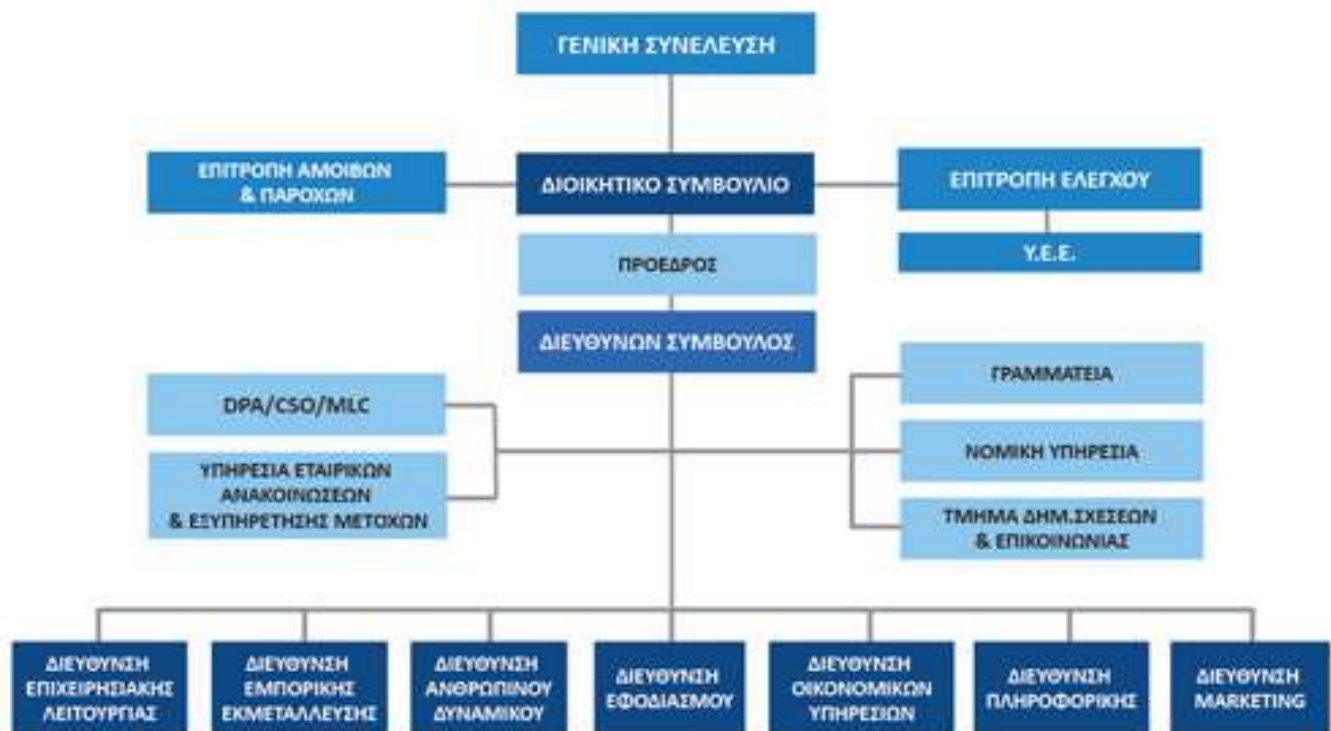 ΓΕΝΙΚΗ ΣΥΝΕΛΕΥΣΗ
ΕΠΙΤΡΟΠΗ ΑΜΟΙΒΩΝ
& ΠΑΡΟΧΩΝ
ΔΙΟΙΚΗΤΙΚΟ ΣΥΜΒΟΥΛΙΟ
ΕΠΙΤΡΟΠΗ ΕΛΕΓΧΟΥ
Υ.Ε.Ε.
ΠΡΟΕΔΡΟΣ
ΔΙΕΥΘΥΝΩΝ ΣΥΜΒΟΥΛΟΣ
DPA/CSO/MLC
ΥΠΗΡΕΣΙΑ ΕΤΑΙΡΙΚΩΝ
ΑΝΑΚΟΙΝΩΣΕΩΝ
& ΕΞΥΠΗΡΕΤΗΣΗΣ ΜΕΤΟΧΩΝ
ΓΡΑΜΜΑΤΕΙΑ
ΝΟΜΙΚΗ ΥΠΗΡΕΣΙΑ
ΤΜΗΜΑ ΔΗΜ.ΣΧΕΣΕΩΝ
& ΕΠΙΚΟΙΝΩΝΙΑΣ
ΔΙΕΥΘΥΝΣΗ
ΕΠΙΧΕΙΡΗΣΙΑΚΗΣ
ΛΕΙΤΟΥΡΓΙΑΣ
ΔΙΕΥΘΥΝΣΗ
ΕΜΠΟΡΙΚΗΣ
ΕΚΜΕΤΑΛΛΕΥΣΗΣ
ΔΙΕΥΘΥΝΣΗ
ΑΝΘΡΩΠΙΝΟΥ
ΔΥΝΑΜΙΚΟΥ
ΔΙΕΥΘΥΝΣΗ
ΕΦΟΔΙΑΣΜΟΥ
ΔΙΕΥΘΥΝΣΗ
ΟΙΚΟΝΟΜΙΚΩΝ
ΥΠΗΡΕΣΙΩΝ
ΔΙΕΥΘΥΝΣΗ
ΠΛΗΡΟΦΟΡΙΚΗΣ
ΔΙΕΥΘΥΝΣΗ
MARKETING